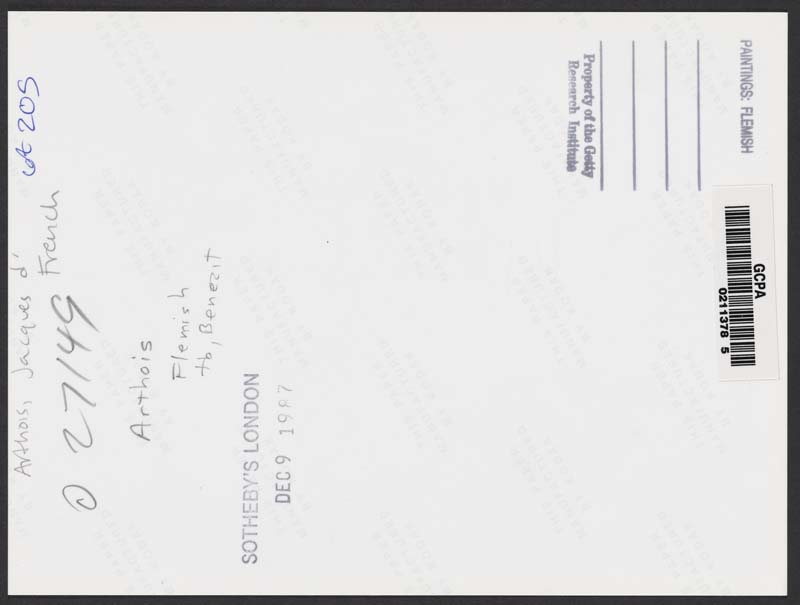 Arthois, Jacques d'
lot 205
27149 French
Arthois
Flemish
tb, Benezit
SOTHEBY'S LONDON
DEC 9 1987
PAINTINGS: FLEMISH
Property of the Getty
Research Institute
GCPA
0211378 5